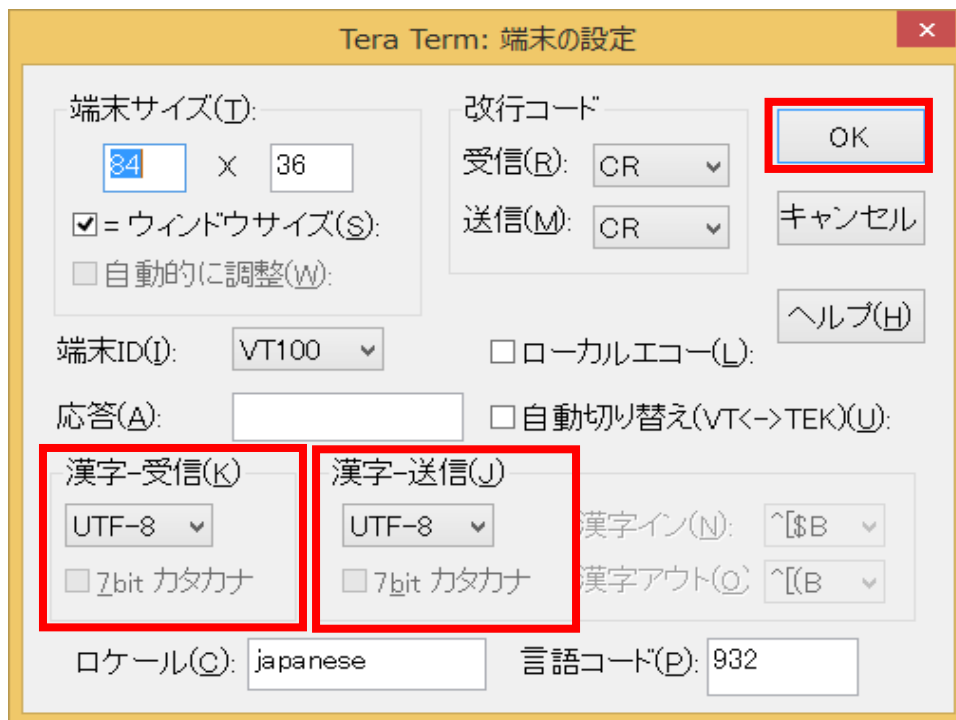 Tera Term: 端末の設定
端末サイズ(T):
84 X 36
= ウィンドウサイズ(S):
自動的に調整(W):
改行コード
受信(R): CR
送信(M): CR
OK
キャンセル
ヘルプ(H)
端末ID(I): VT100
ローカルエコー(L):
応答(A):
自動切り替え(VT<->TEK)(U):
漢字-受信(K)
UTF-8
7bit カタカナ
漢字-送信(J)
UTF-8
7bit カタカナ
漢字イン(N): ^[$B
漢字アウト(O) ^[(B
ロケール(C): japanese
言語コード(P): 932